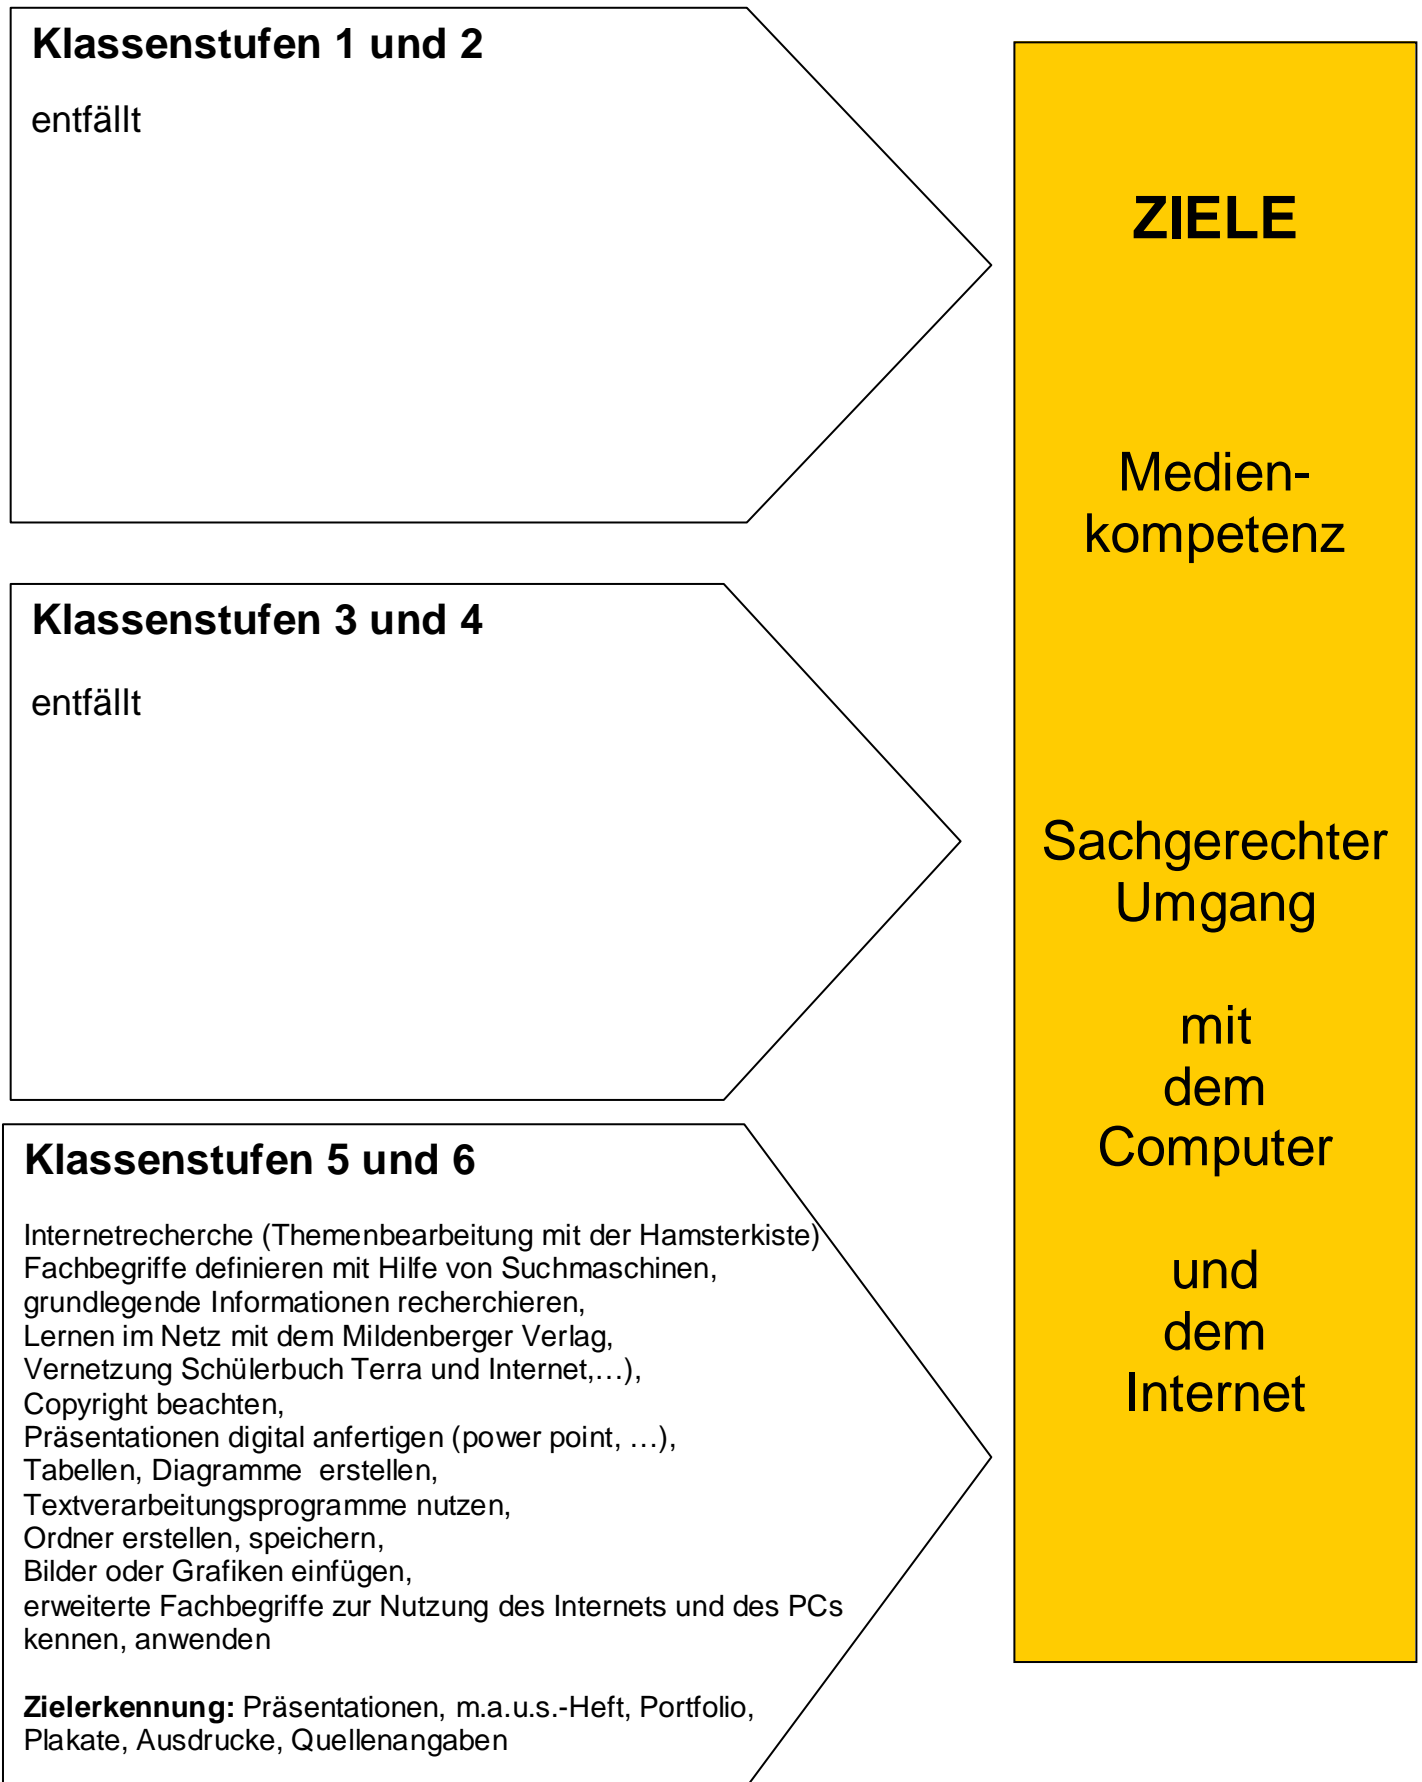 Klassenstufen 1 und 2
entfällt
Klassenstufen 3 und 4
entfällt
Klassenstufen 5 und 6
Internetrecherche (Themenbearbeitung mit der Hamsterkiste)
Fachbegriffe definieren mit Hilfe von Suchmaschinen,
grundlegende Informationen recherchieren,
Lernen im Netz mit dem Mildenberger Verlag,
Vernetzung Schülerbuch Terra und Internet,…),
Copyright beachten,
Präsentationen digital anfertigen (power point, …),
Tabellen, Diagramme  erstellen,
Textverarbeitungsprogramme nutzen,
Ordner erstellen, speichern,
Bilder oder Grafiken einfügen,
erweiterte Fachbegriffe zur Nutzung des Internets und des PCs
kennen, anwenden
Zielerkennung: Präsentationen, m.a.u.s.-Heft, Portfolio,
Plakate, Ausdrucke, Quellenangaben
ZIELE
Medien-
kompetenz
Sachgerechter
Umgang
mit
dem
Computer
und
dem
Internet